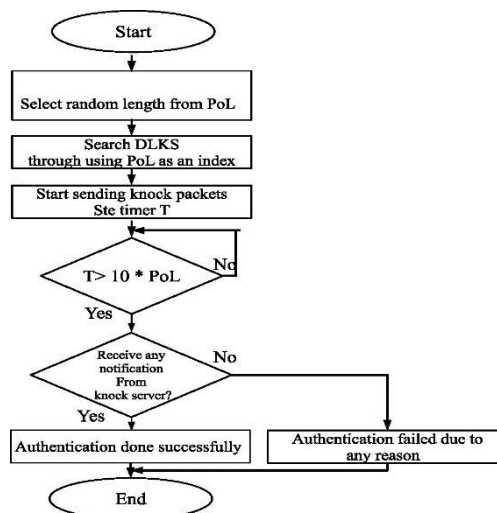 Start
Select random length from PoL
Search DLKS
through using PoL as an index
Start sending knock packets
Ste timer T
T> 10 * PoL
No
Yes
Receive any
notification
From
knock server?
No
Yes
Authentication done successfully
Authentication failed due to
any reason
End